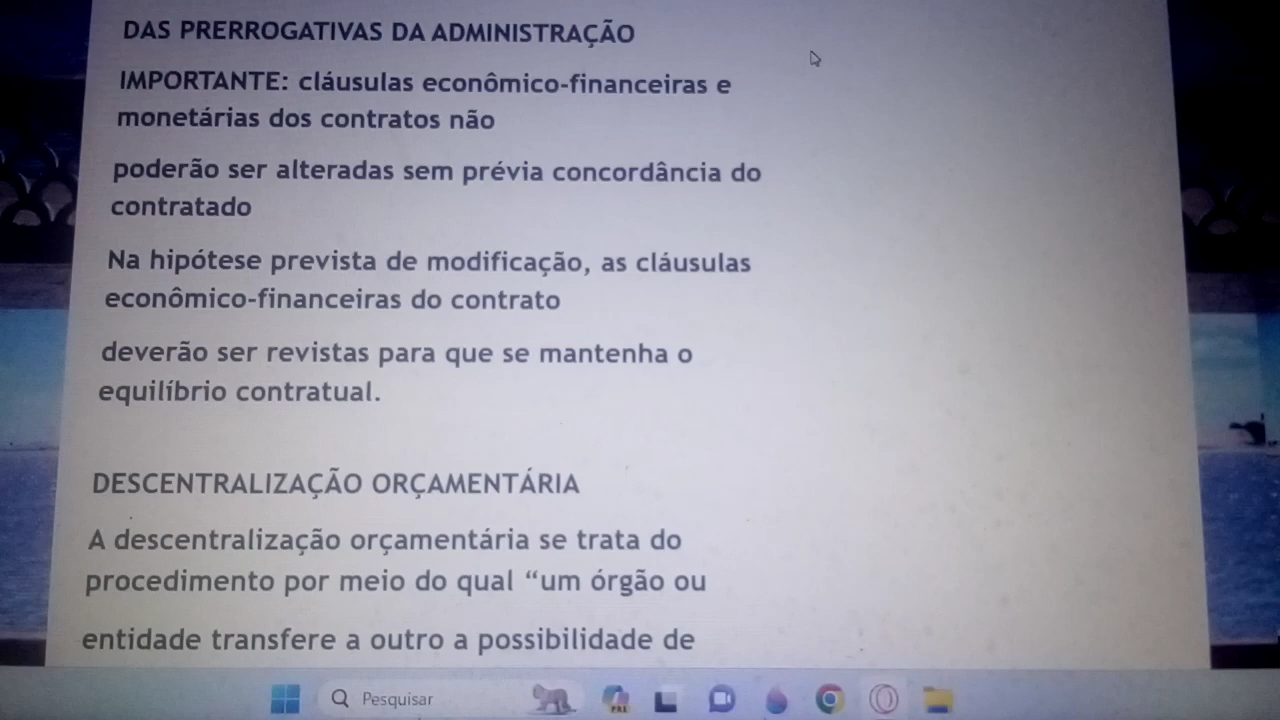 DAS PRERROGATIVAS DA ADMINISTRAÇÃO
IMPORTANTE: cláusulas econômico-financeiras e
monetárias dos contratos não
poderão ser alteradas sem prévia concordância do
contratado
Na hipótese prevista de modificação, as cláusulas
econômico-financeiras do contrato
deverão ser revistas para que se mantenha o
equilíbrio contratual.
DESCENTRALIZAÇÃO ORÇAMENTÁRIA
A descentralização orçamentária se trata do
procedimento por meio do qual “um órgão ou
entidade transfere a outro a possibilidade de
Pesquisar
PRE